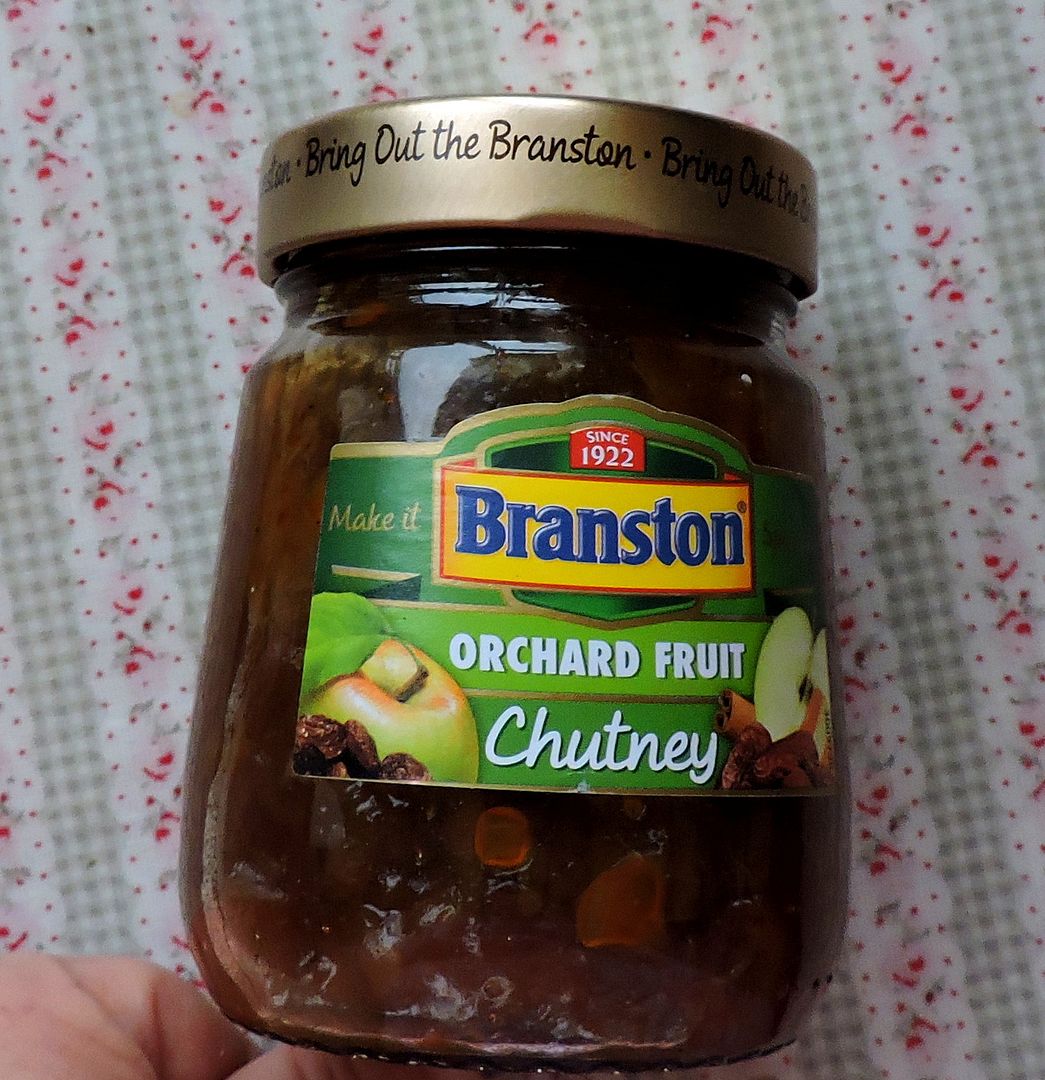 Bring Out the Branston · Bring Out the
SINCE
1922
Make it
Branston
ORCHARD FRUIT
Chutney